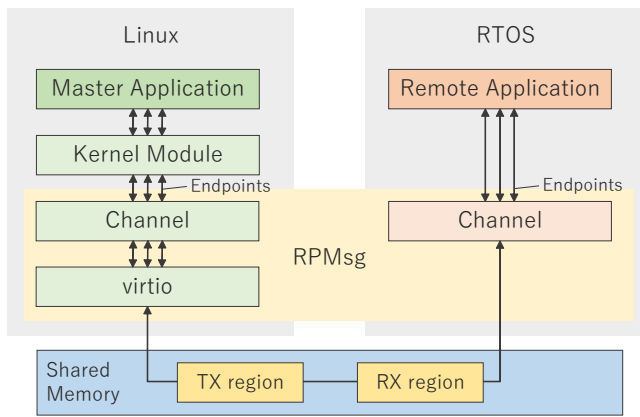 Linux
RTOS
Master Application
Remote Application
Kernel Module
Endpoints
Endpoints
Channel
Channel
RPMsg
virtio
Shared
Memory
TX region
RX region